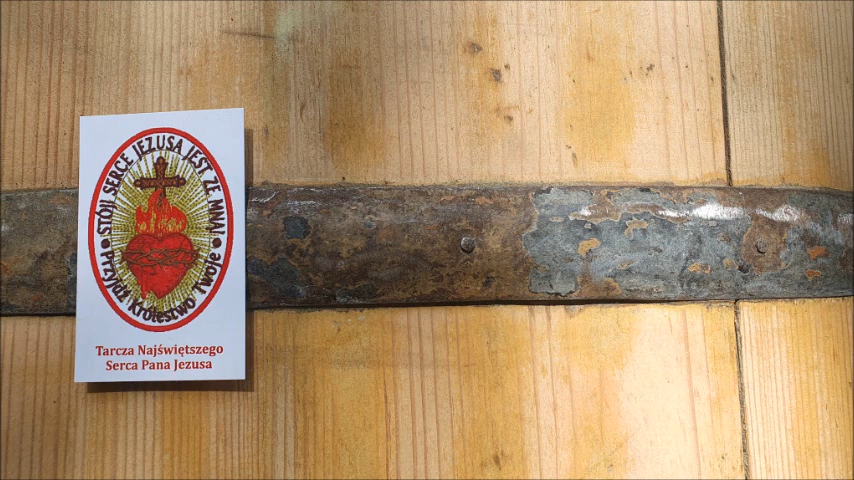 STÓJ! SERCE JEZUSA JEST ZE MNĄ!
Przyjdź Królestwo Twoje
Tarcza Najświętszego
Serca Pana Jezusa